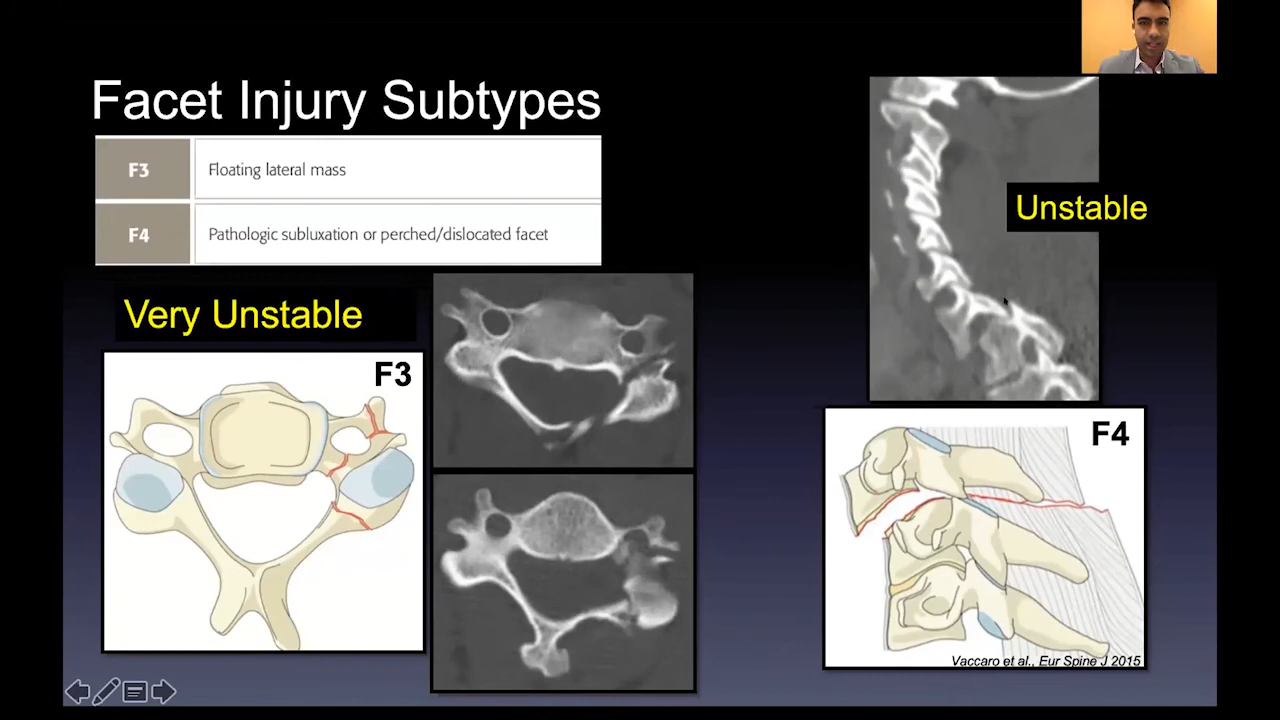 Facet Injury Subtypes
F3 Floating lateral mass
F4 Pathologic subluxation or perched/dislocated facet
Very Unstable
F3
Unstable
F4
Vaccaro et al., Eur Spine J 2015